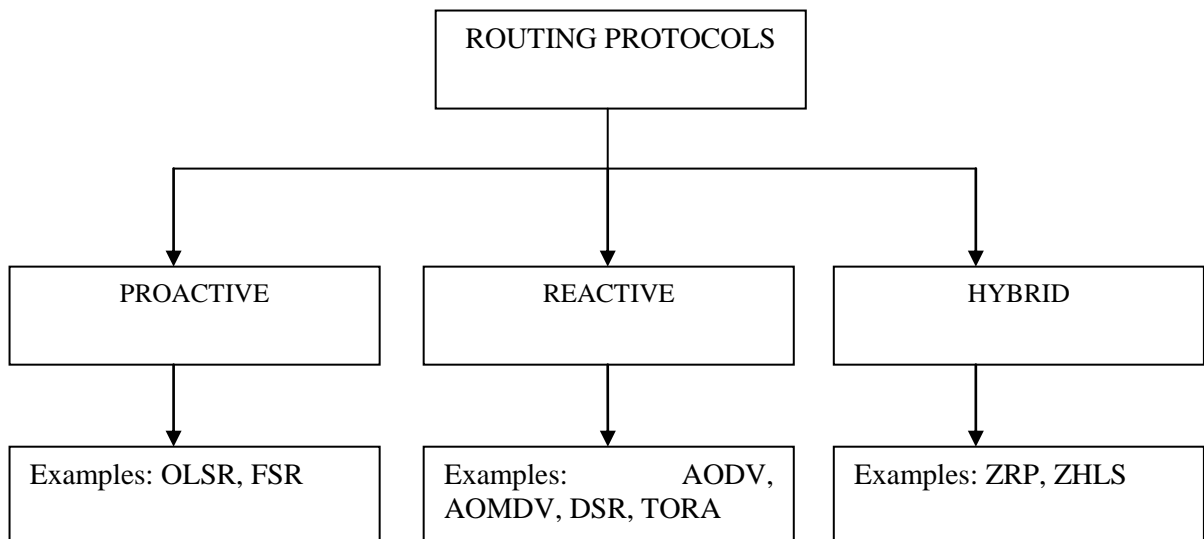 ROUTING PROTOCOLS
PROACTIVE
REACTIVE
HYBRID
Examples: OLSR, FSR
Examples: AODV,
AOMDV, DSR, TORA
Examples: ZRP, ZHLS